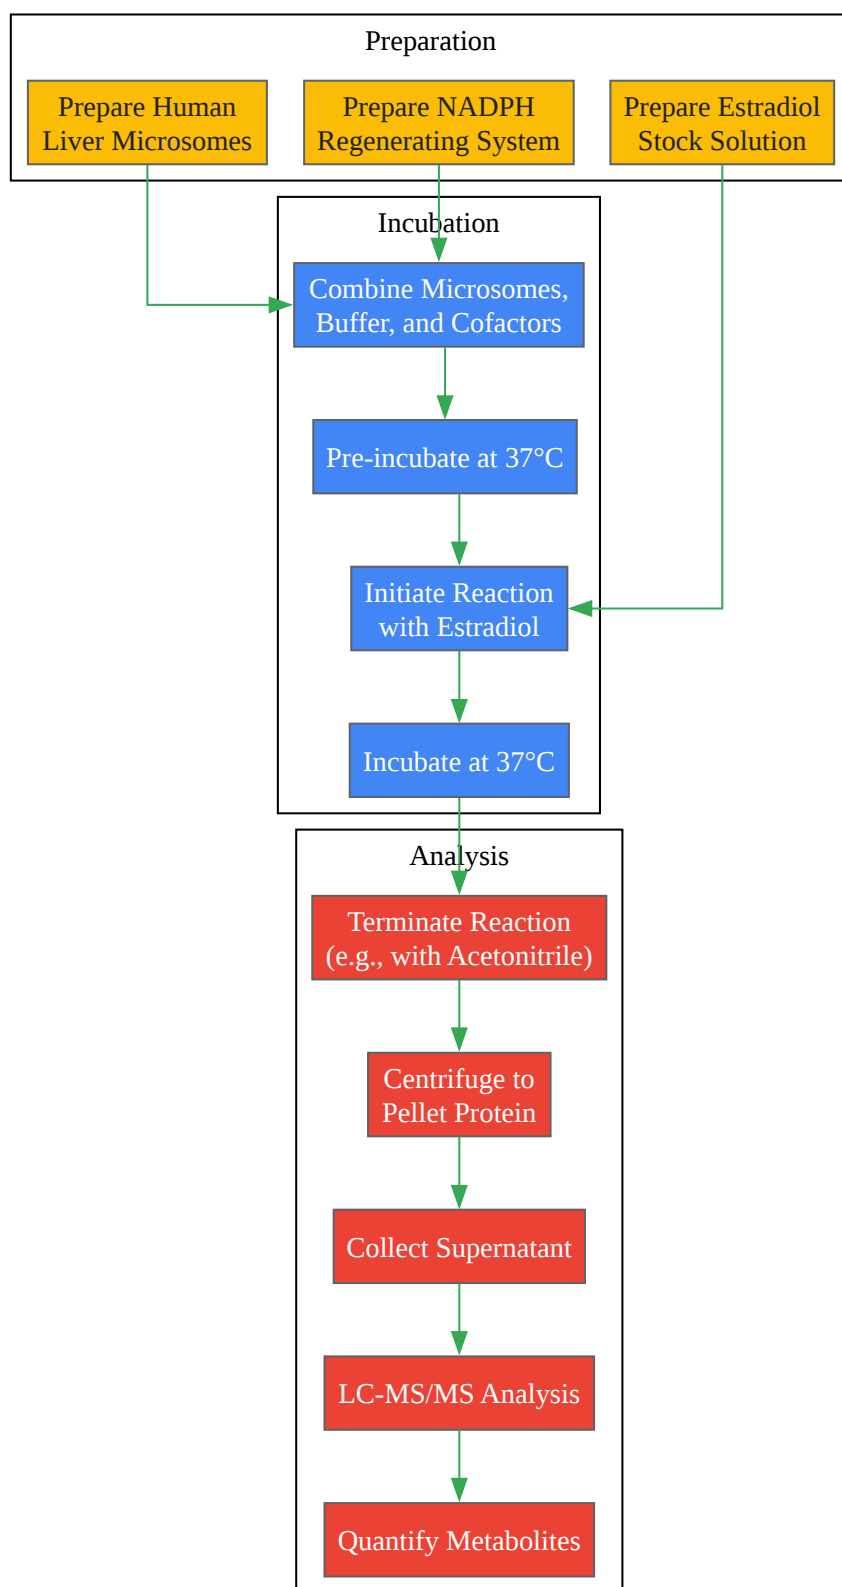 Preparation
Prepare Human
Liver Microsomes
Prepare NADPH
Regenerating System
Prepare Estradiol
Stock Solution
Incubation
Combine Microsomes,
Buffer, and Cofactors
Pre-incubate at 37°C
Initiate Reaction
with Estradiol
Incubate at 37°C
Analysis
Terminate Reaction
(e.g., with Acetonitrile)
Centrifuge to
Pellet Protein
Collect Supernatant
LC-MS/MS Analysis
Quantify Metabolites